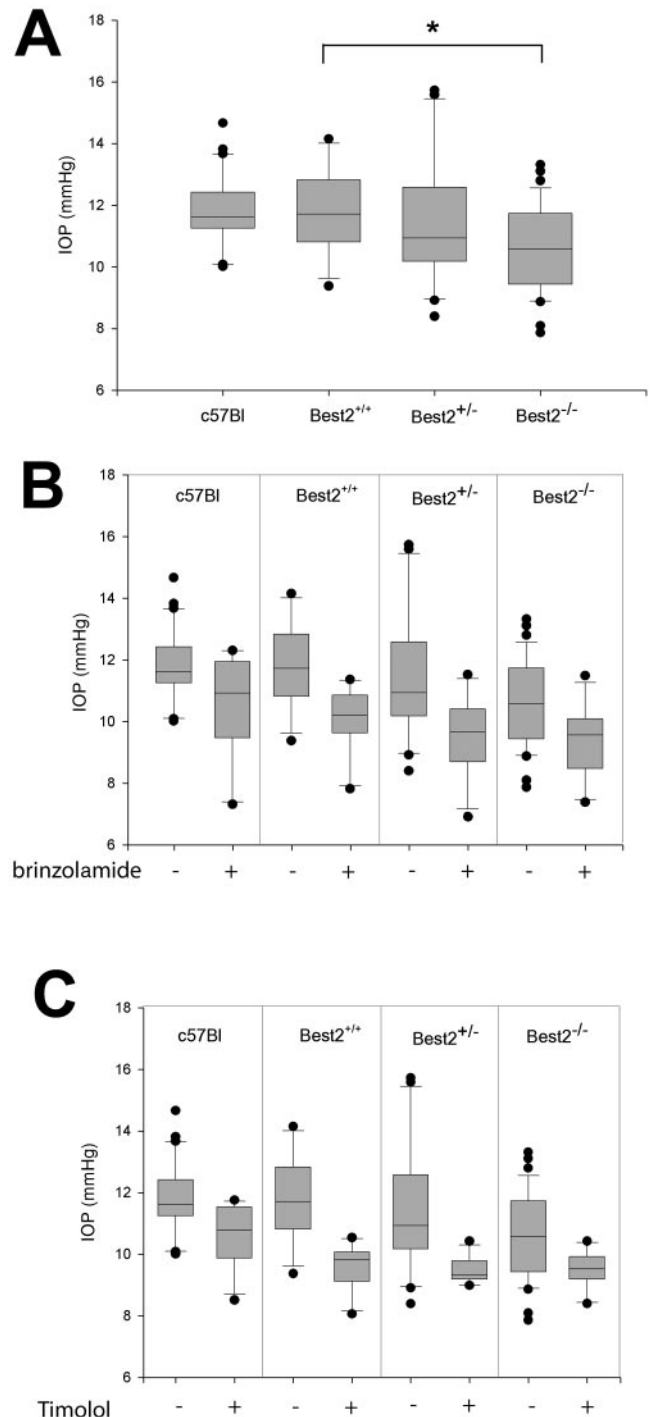 A
18
*
16
14
IOP (mmHg)
12
10
8
6
c57Bl Best2+/+ Best2+/- Best2-/-
B
18
c57Bl Best2+/+ Best2+/- Best2-/-
16
14
IOP (mmHg)
12
10
8
6
brinzolamide - + - + - + - +
C
18
c57Bl Best2+/+ Best2+/- Best2-/-
16
14
IOP (mmHg)
12
10
8
6
Timolol - + - + - + - +